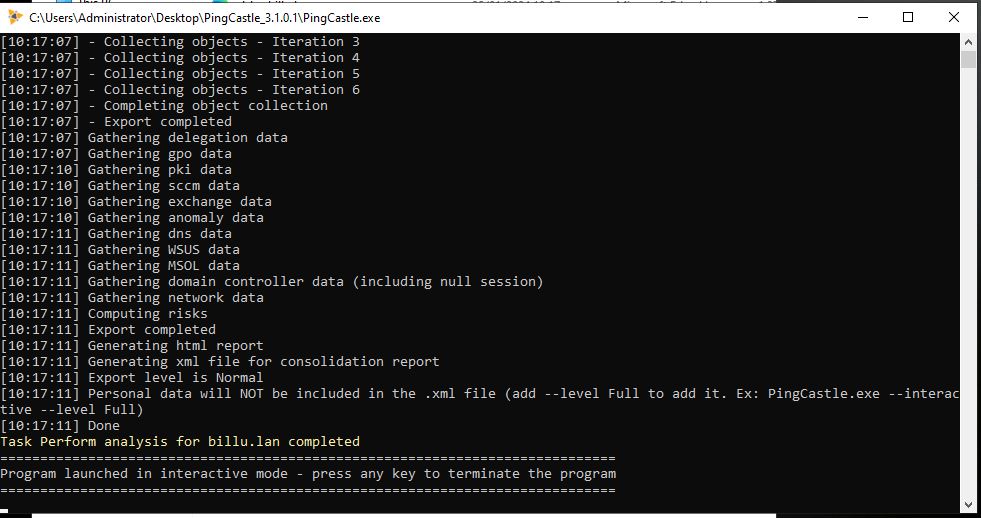 C:\Users\Administrator\Desktop\PingCastle_3.1.0.1\PingCastle.exe
[10:17:07] - Collecting objects - Iteration 3
[10:17:07] - Collecting objects - Iteration 4
[10:17:07] - Collecting objects - Iteration 5
[10:17:07] - Collecting objects - Iteration 6
[10:17:07] - Completing object collection
[10:17:07] - Export completed
[10:17:07] Gathering delegation data
[10:17:07] Gathering gpo data
[10:17:10] Gathering pki data
[10:17:10] Gathering sccm data
[10:17:10] Gathering exchange data
[10:17:10] Gathering anomaly data
[10:17:11] Gathering dns data
[10:17:11] Gathering WSUS data
[10:17:11] Gathering MSOL data
[10:17:11] Gathering domain controller data (including null session)
[10:17:11] Gathering network data
[10:17:11] Computing risks
[10:17:11] Export completed
[10:17:11] Generating html report
[10:17:11] Generating xml file for consolidation report
[10:17:11] Export level is Normal
[10:17:11] Personal data will NOT be included in the .xml file (add --level Full to add it. Ex: PingCastle.exe --interac
tive --level Full)
[10:17:11] Done
Task Perform analysis for billu.lan completed
=============================================================================
Program launched in interactive mode - press any key to terminate the program
=============================================================================